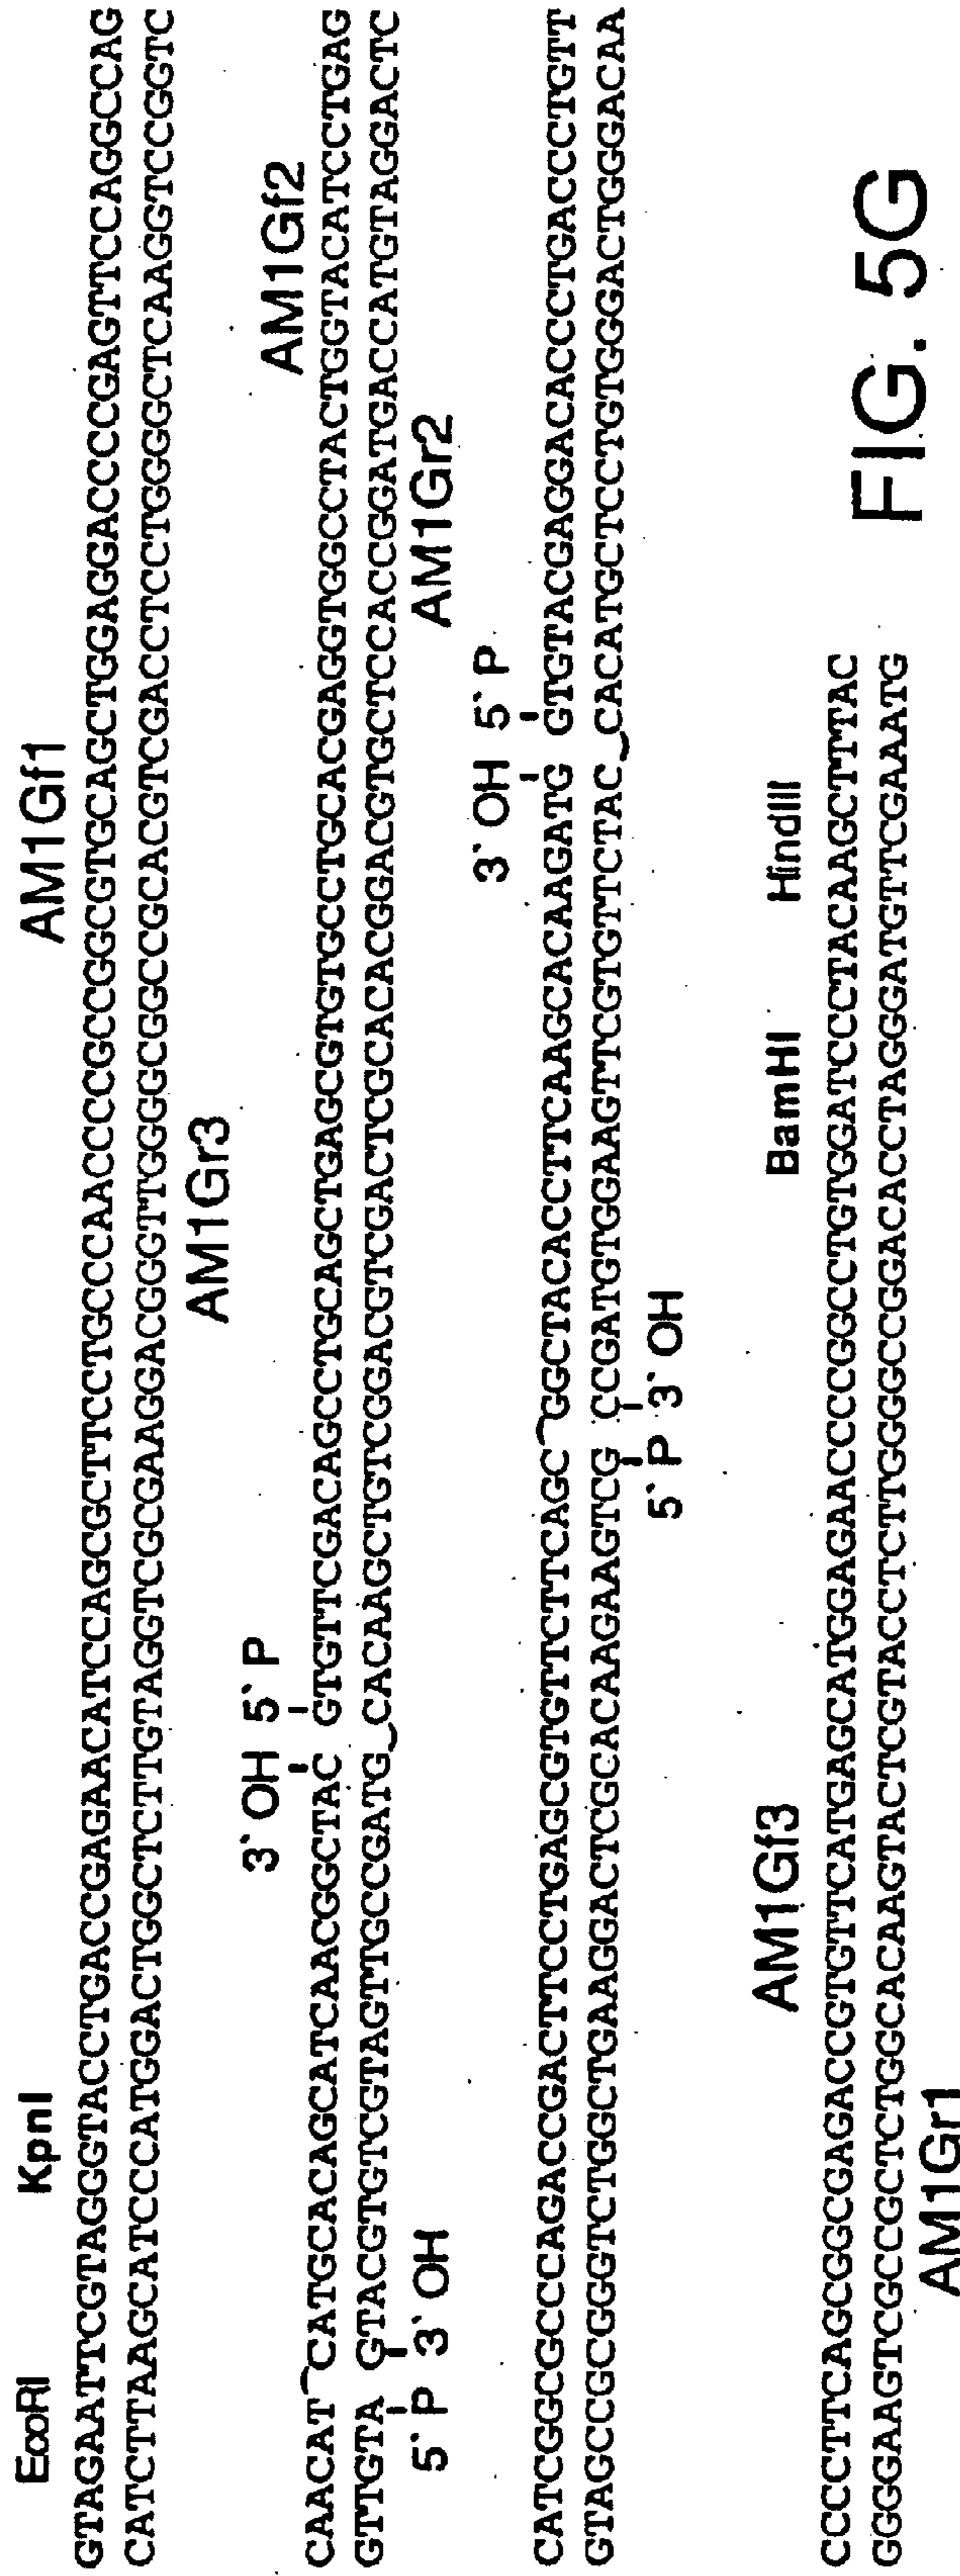 EcoRI KpnI AM1Gf1
GTAGAATTCGTAGGGTACCTGACCGAGAACATCCAGCGCTTCCTGCCCAACCCCGCCGGCGTGCAGCTGGAGGACCCCGAGTTCCAGGCCAG
CATCTTAAGCATCCCATGGACTGGCTCTTGTAGGTCGCGAAGGACGGGTTGGGGCGGCCGCACGTCGACCTCCTGGGGCTCAAGGTCCGGTC
AM1Gr3
3` OH 5` P AM1Gf2
CAACAT CATGCACAGCATCAACGGCTAC GTGTTCGACAGCCTGCAGCTGAGCGTGTGCCTGCACGAGGTGGCCTACTGGTACATCCTGAG
GTTGTA GTACGTGTCGTAGTTGCCGATG CACAAGCTGTCGGACGTCGACTCGCACACGGACGTGCTCCACCGGATGACCATGTAGGACTC
5` P 3` OH AM1Gr2
3` OH 5` P
CATCGGCGCCCAGACCGACTTCCTGAGCGTGTTCTTCAGC GGCTACACCTTCAAGCACAAGATG GTGTACGAGGACACCCTGACCCTGTT
GTAGCCGCGGGTCTGGCTGAAGGACTCGCACAAGAAGTCG CCGATGTGGAAGTTCGTGTTCTAC CACATGCTCCTGTGGGACTGGGACAA
5` P 3` OH
AM1Gf3 BamHI HindIII
CCCCTTCAGCGGCGAGACCGTGTTCATGAGCATGGAGAACCCCGGCCTGTGGATCCCTACAAGCTTTAC
GGGGAAGTCGCCGCTCTGGCACAAGTACTCGTACCTCTTGGGGCCGGACACCTAGGGATGTTCGAAATG
AM1Gr1
FIG. 5G